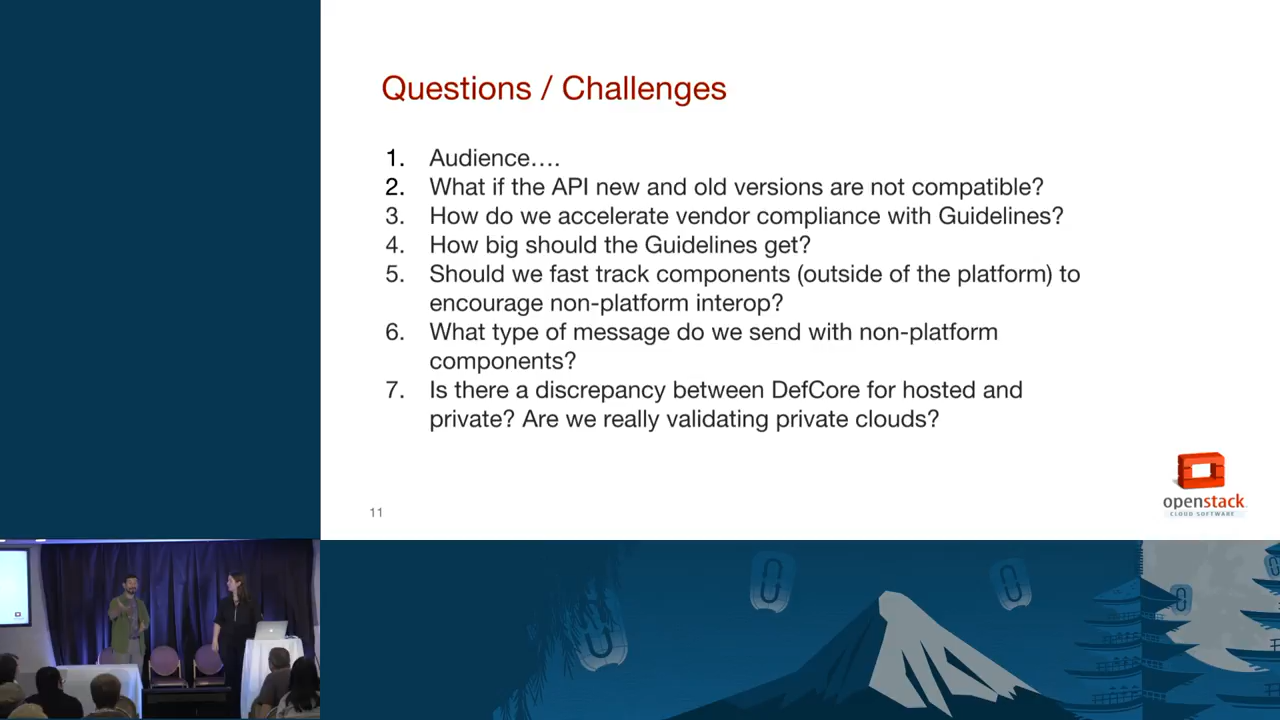 Questions / Challenges
1. Audience….
2. What if the API new and old versions are not compatible?
3. How do we accelerate vendor compliance with Guidelines?
4. How big should the Guidelines get?
5. Should we fast track components (outside of the platform) to
encourage non-platform interop?
6. What type of message do we send with non-platform
components?
7. Is there a discrepancy between DefCore for hosted and
private? Are we really validating private clouds?
11
openstack
CLOUD SOFTWARE